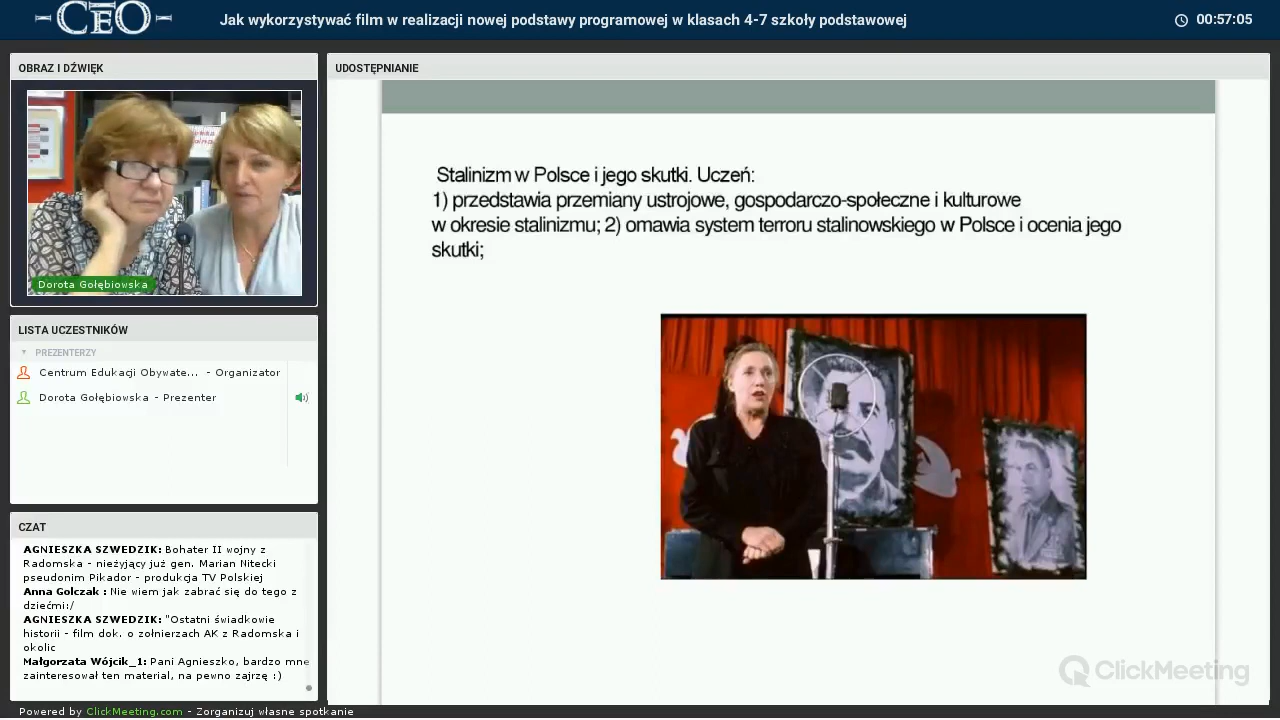 CEO
Jak wykorzystywać film w realizacji nowej podstawy programowej w klasach 4-7 szkoły podstawowej
00:57:05
OBRAZ I DŹWIĘK
Dorota Gołębiowska
LISTA UCZESTNIKÓW
PREZENTERZY
Centrum Edukacji Obywate... - Organizator
Dorota Gołębiowska - Prezenter
CZAT
AGNIESZKA SZWEDZIK: Bohater II wojny z
Radomska - nieżyjący już gen. Marian Nitecki
pseudonim Pikador - produkcja TV Polskiej
Anna Golczak : Nie wiem jak zabrać się do tego z
dziećmi:/
AGNIESZKA SZWEDZIK: "Ostatni świadkowie
historii - film dok. o zołnierzach AK z Radomska i
okolic
Małgorzata Wójcik_1: Pani Agnieszko, bardzo mne
zainteresował ten material, na pewno zajrzę :)
Powered by ClickMeeting.com - Zorganizuj własne spotkanie
UDOSTĘPNIANIE
Stalinizm w Polsce i jego skutki. Uczeń:
1) przedstawia przemiany ustrojowe, gospodarczo-społeczne i kulturowe
w okresie stalinizmu; 2) omawia system terroru stalinowskiego w Polsce i ocenia jego
skutki;
ClickMeeting